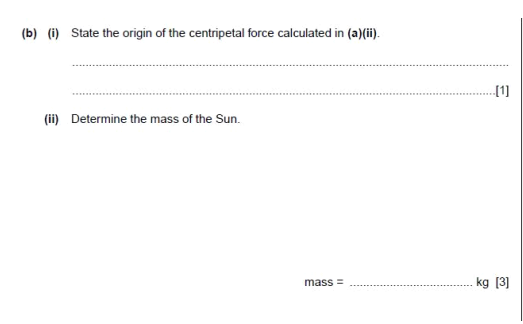 (b) (i) State the origin of the centripetal force calculated in (a)(ii).
..........................................................................................................................................
..................................................................................................................................[1]
(ii) Determine the mass of the Sun.
mass = ........................................ kg [3]